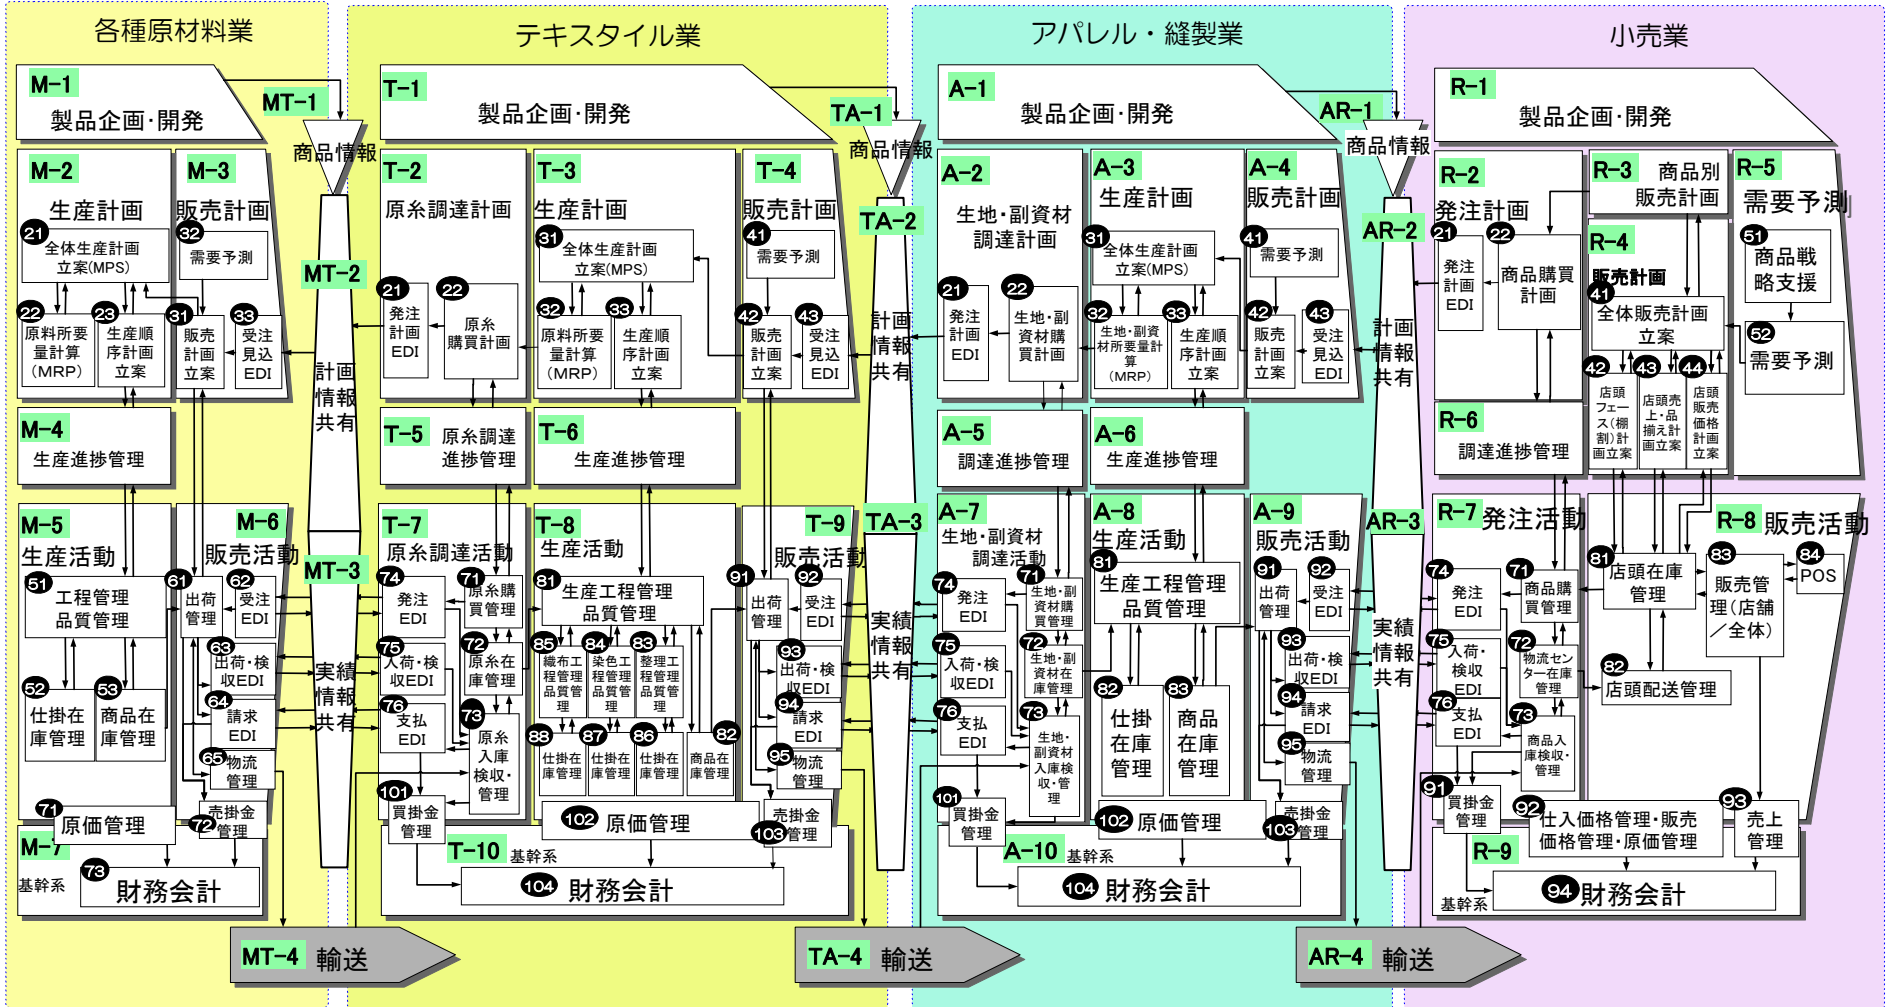 各種原材料業
M-1
製品企画・開発
MT-1
商品情報
M-2
生産計画
21
全体生産計画
立案(MPS)
22
原料所要
量計算
(MRP)
23
生産順
序計画
立案
M-3
販売計画
32
需要予測
31
販売
計画
立案
33
受注
見込
EDI
MT-2
計画
情報
共有
M-4
生産進捗管理
M-5
生産活動
51
工程管理
品質管理
52
仕掛在
庫管理
53
商品在
庫管理
M-6
販売活動
61
出荷
管理
62
受注
EDI
63
出荷・検
収EDI
64
請求
EDI
65
物流
管理
MT-3
実績
情報
共有
71
原価管理
72
売掛金
管理
M-7
基幹系
73
財務会計
MT-4
輸送
テキスタイル業
T-1
製品企画・開発
TA-1
商品情報
T-2
原糸調達計画
21
発注
計画
EDI
22
原糸
購買計画
T-3
生産計画
31
全体生産計画
立案(MPS)
32
原料所要
量計算
(MRP)
33
生産順
序計画
立案
T-4
販売計画
41
需要予測
42
販売
計画
立案
43
受注
見込
EDI
TA-2
計画
情報
共有
T-5
原糸調達
進捗管理
T-6
生産進捗管理
T-7
原糸調達活動
74
発注
EDI
71
原糸購
買管理
75
入荷・検
収EDI
72
原糸在
庫管理
76
支払
EDI
73
原糸
入庫
検収・
管理
T-8
生産活動
81
生産工程管理
品質管理
85
織布工
程管理
品質管
理
84
染色工
程管理
品質管
理
83
整理工
程管理
品質管
理
88
仕掛在
庫管理
87
仕掛在
庫管理
86
仕掛在
庫管理
82
商品在
庫管理
T-9
販売活動
91
出荷
管理
92
受注
EDI
93
出荷・検
収EDI
94
請求
EDI
95
物流
管理
TA-3
実績
情報
共有
101
買掛金
管理
102
原価管理
103
売掛金
管理
T-10
基幹系
104
財務会計
TA-4
輸送
アパレル・縫製業
A-1
製品企画・開発
AR-1
商品情報
A-2
生地・副資材
調達計画
21
発注
計画
EDI
22
生地・副
資材購
買計画
A-3
生産計画
31
全体生産計画
立案(MPS)
32
生地・副資
材所要量計
算
(MRP)
33
生産順
序計画
立案
A-4
販売計画
41
需要予測
42
販売
計画
立案
43
受注
見込
EDI
AR-2
計画
情報
共有
A-5
調達進捗管理
A-6
生産進捗管理
A-7
生地・副資材
調達活動
74
発注
EDI
71
生地・副
資材購
買管理
75
入荷・検
収EDI
72
生地・副
資材在
庫管理
76
支払
EDI
73
生地・
副資材
入庫検
収・管
理
A-8
生産活動
81
生産工程管理
品質管理
82
仕掛
在庫
管理
83
商品
在庫
管理
A-9
販売活動
91
出荷
管理
92
受注
EDI
93
出荷・検
収EDI
94
請求
EDI
95
物流
管理
AR-3
実績
情報
共有
101
買掛金
管理
102
原価管理
103
売掛金
管理
A-10
基幹系
104
財務会計
AR-4
輸送
小売業
R-1
製品企画・開発
R-2
発注計画
21
発注
計画
EDI
22
商品購買
計画
R-3
商品別
販売計画
R-4
販売計画
41
全体販売計画
立案
42
店頭
フェー
ス(棚
割)計
画立案
43
店頭売
上・品
揃え計
画立案
44
店頭
販売
価格
計画
立案
R-5
需要予測
51
商品戦
略支援
52
需要予測
R-6
調達進捗管理
R-7
発注活動
74
発注
EDI
71
商品購
買管理
75
入荷・
検収
EDI
72
物流セン
ター在庫
管理
76
支払
EDI
73
商品入
庫検収・
管理
R-8
販売活動
81
店頭在庫
管理
83
販売管
理(店舗
/全体)
84
POS
82
店頭配送管理
91
買掛金
管理
92
仕入価格管理・販売
価格管理・原価管理
93
売上
管理
R-9
基幹系
94
財務会計